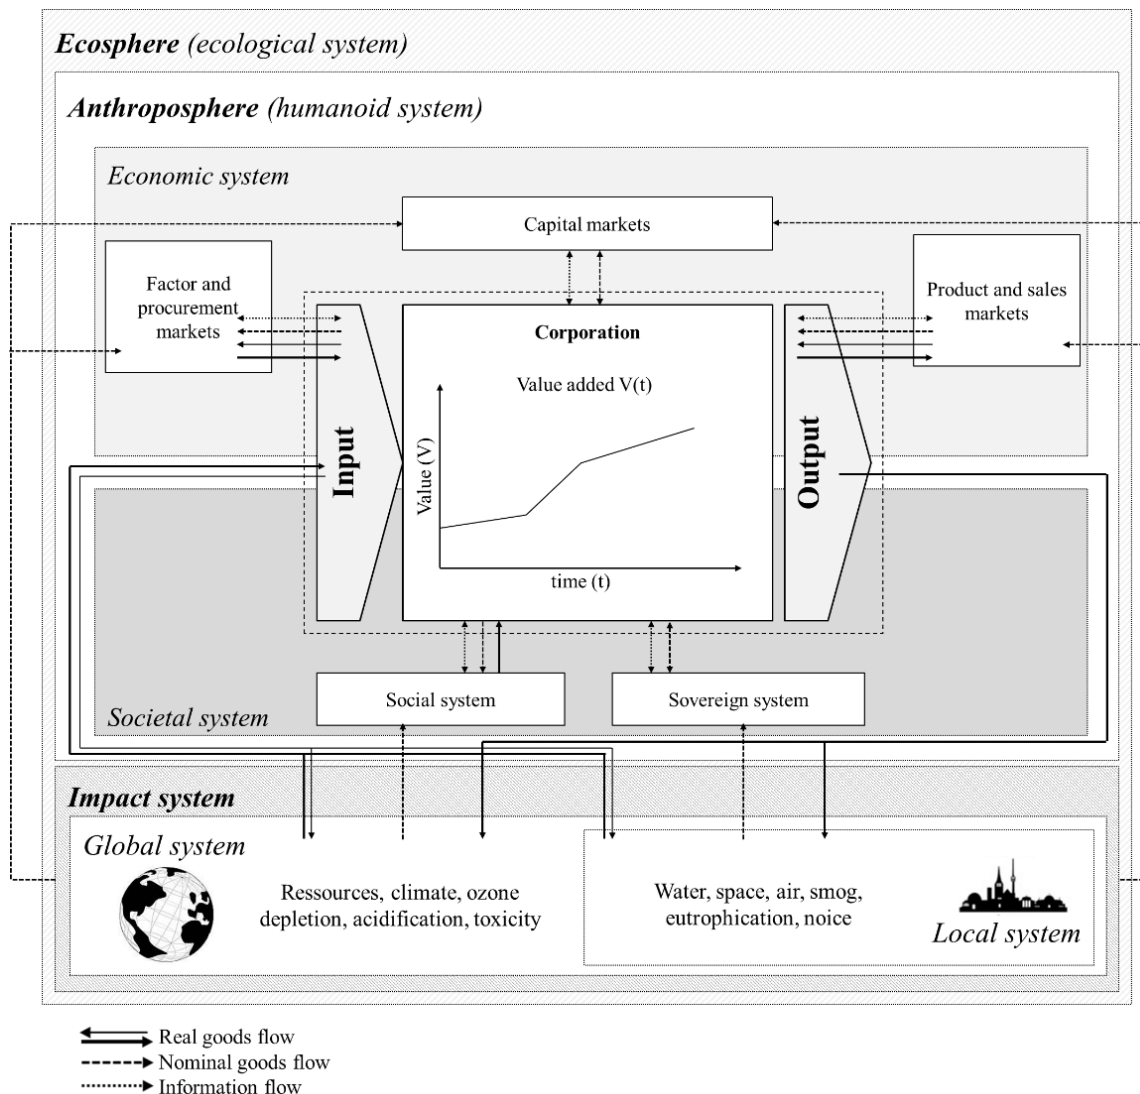 Ecosphere (ecological system)
Anthroposphere (humanoid system)
Economic system
Capital markets
Factor and
procurement
markets
Product and sales
markets
Corporation
Value added V(t)
Input
Value (V)
Output
time (t)
Social system
Sovereign system
Societal system
Impact system
Global system
Ressources, climate, ozone
depletion, acidification, toxicity
Water, space, air, smog,
eutrophication, noice
Local system
Real goods flow
Nominal goods flow
Information flow